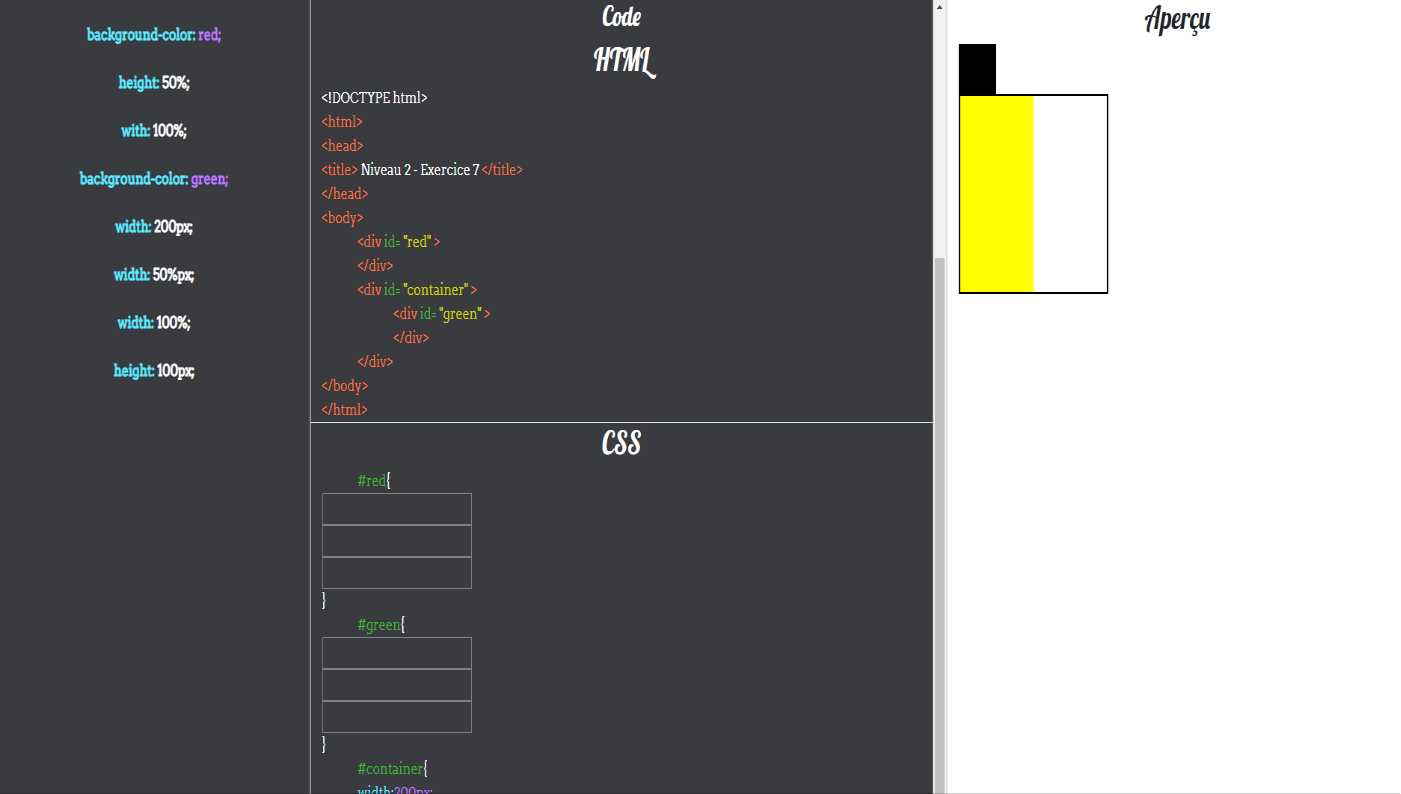 background-color: red;
height: 50%;
with: 100%;
background-color: green;
width: 200px;
width: 50%px;
width: 100%;
height: 100px;
Code
HTML
<!DOCTYPE html>
<html>
<head>
<title> Niveau 2 - Exercice 7 </title>
</head>
<body>
<div id= "red" >
</div>
<div id= "container" >
<div id= "green" >
</div>
</div>
</body>
</html>
CSS
#red{
}
#green{
}
#container{
width:200px;
Aperçu